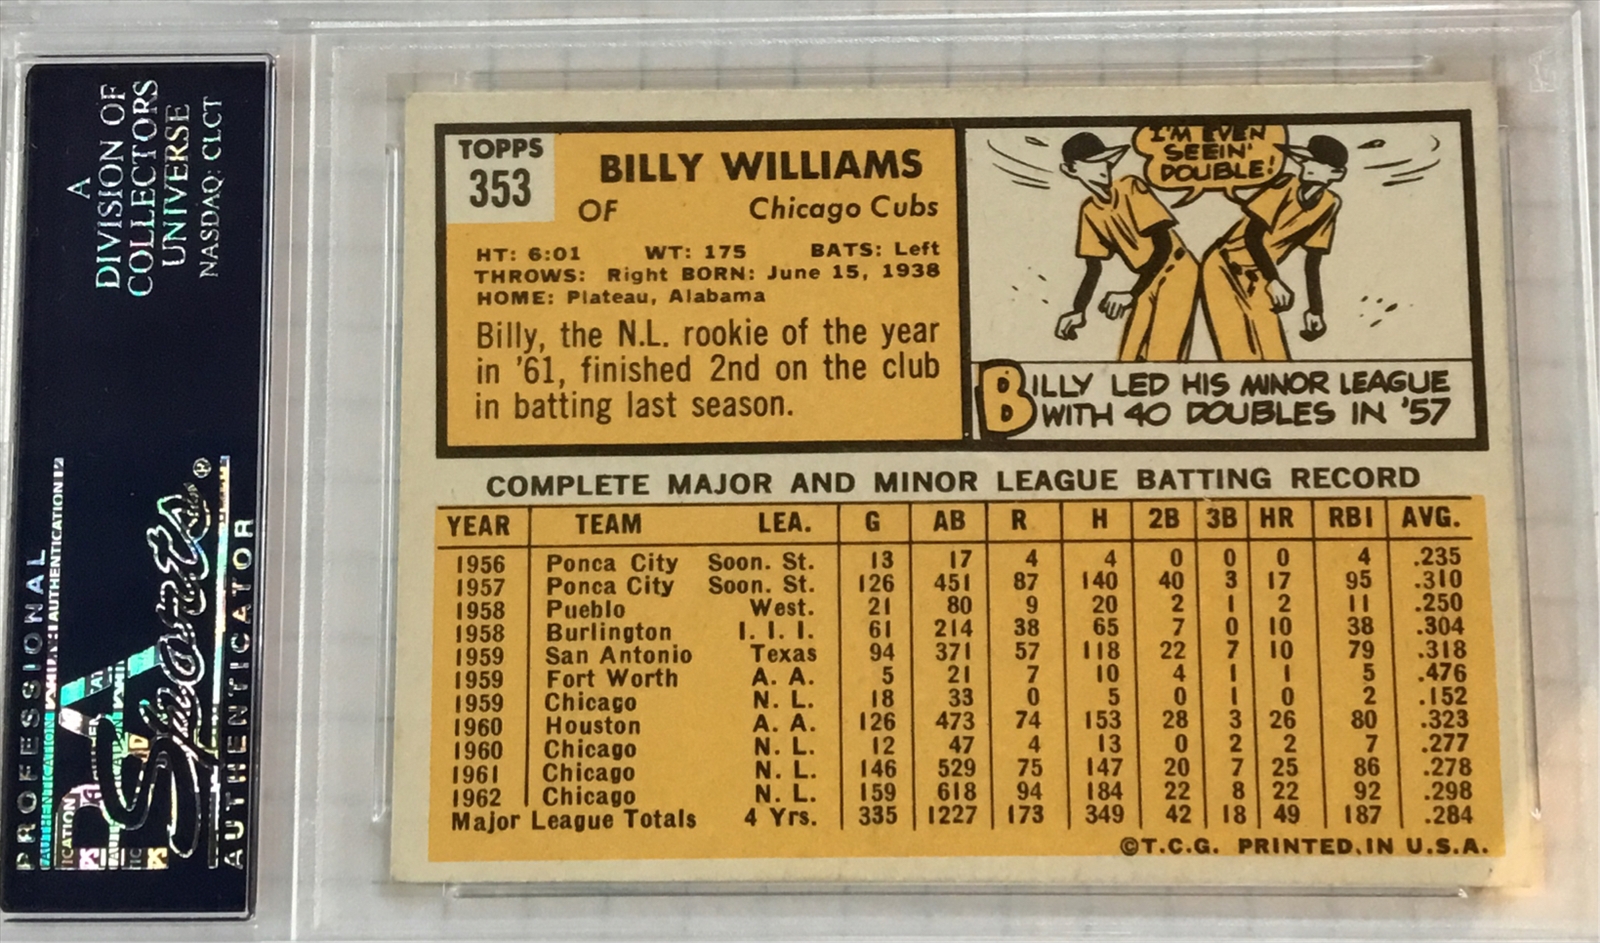 A
DIVISION OF
COLLECTORS
UNIVERSE
NASDAQ: CLCT
PROFESSIONAL
Sports®
AUTHENTICATOR
TOPPS
353
BILLY WILLIAMS
OF Chicago Cubs
HT: 6:01 WT: 175 BATS: Left
THROWS: Right BORN: June 15, 1938
HOME: Plateau, Alabama
Billy, the N.L. rookie of the year
in '61, finished 2nd on the club
in batting last season.
I'M EVEN
SEEIN'
DOUBLE!
BILLY LED HIS MINOR LEAGUE
WITH 40 DOUBLES IN '57
COMPLETE MAJOR AND MINOR LEAGUE BATTING RECORD
YEAR TEAM LEA. G AB R H 2B 3B HR RBI AVG.
1956 Ponca City Soon. St. 13 17 4 4 0 0 0 4 .235
1957 Ponca City Soon. St. 126 451 87 140 40 3 17 95 .310
1958 Pueblo West. 21 80 9 20 2 1 2 11 .250
1958 Burlington I. I. I. 61 214 38 65 7 0 10 38 .304
1959 San Antonio Texas 94 371 57 118 22 7 10 79 .318
1959 Fort Worth A. A. 5 21 7 10 4 1 1 5 .476
1959 Chicago N. L. 18 33 0 5 0 1 0 2 .152
1960 Houston A. A. 126 473 74 153 28 3 26 80 .323
1960 Chicago N. L. 12 47 4 13 0 2 2 7 .277
1961 Chicago N. L. 146 529 75 147 20 7 25 86 .278
1962 Chicago N. L. 159 618 94 184 22 8 22 92 .298
Major League Totals 4 Yrs. 335 1227 173 349 42 18 49 187 .284
©T.C.G. PRINTED IN U.S.A.